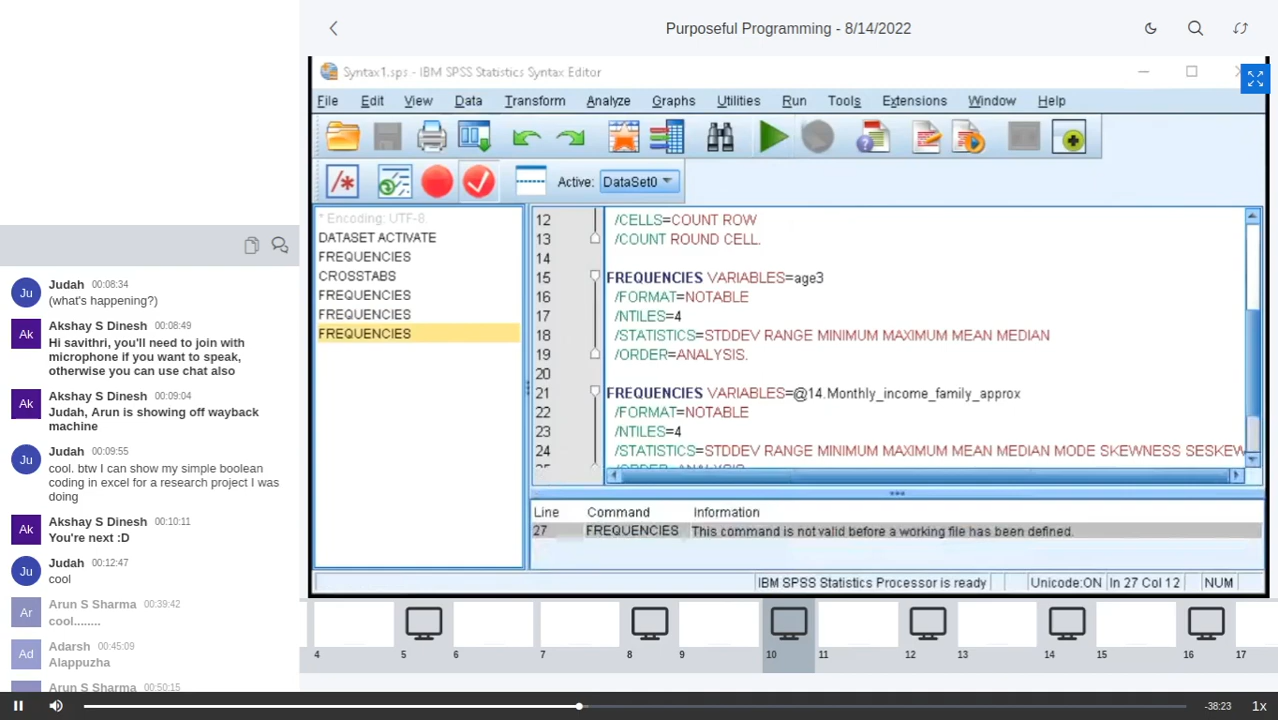 Purposeful Programming - 8/14/2022
Syntax1.sps - IBM SPSS Statistics Syntax Editor
File Edit View Data Transform Analyze Graphs Utilities Run Tools Extensions Window Help
Active: DataSet0
* Encoding: UTF-8.
DATASET ACTIVATE
FREQUENCIES
CROSSTABS
FREQUENCIES
FREQUENCIES
FREQUENCIES
12 /CELLS=COUNT ROW
13 /COUNT ROUND CELL.
14
15 FREQUENCIES VARIABLES=age3
16 /FORMAT=NOTABLE
17 /NTILES=4
18 /STATISTICS=STDDEV RANGE MINIMUM MAXIMUM MEAN MEDIAN
19 /ORDER=ANALYSIS.
20
21 FREQUENCIES VARIABLES=@14.Monthly_income_family_approx
22 /FORMAT=NOTABLE
23 /NTILES=4
24 /STATISTICS=STDDEV RANGE MINIMUM MAXIMUM MEAN MEDIAN MODE SKEWNESS SESKEW
25 /ORDER=ANALYSIS
Line Command Information
27 FREQUENCIES This command is not valid before a working file has been defined.
IBM SPSS Statistics Processor is ready Unicode:ON In 27 Col 12 NUM
Ju
Judah 00:08:34
(what's happening?)
Ak
Akshay S Dinesh 00:08:49
Hi savithri, you'll need to join with
microphone if you want to speak,
otherwise you can use chat also
Ak
Akshay S Dinesh 00:09:04
Judah, Arun is showing off wayback
machine
Ju
Judah 00:09:55
cool. btw I can show my simple boolean
coding in excel for a research project I was
doing
Ak
Akshay S Dinesh 00:10:11
You're next :D
Ju
Judah 00:12:47
cool
Ar
Arun S Sharma 00:39:42
cool........
Ad
Adarsh 00:45:09
Alappuzha
Arun S Sharma 00:50:15
4 5 6 7 8 9 10 11 12 13 14 15 16 17
-38:23 1x